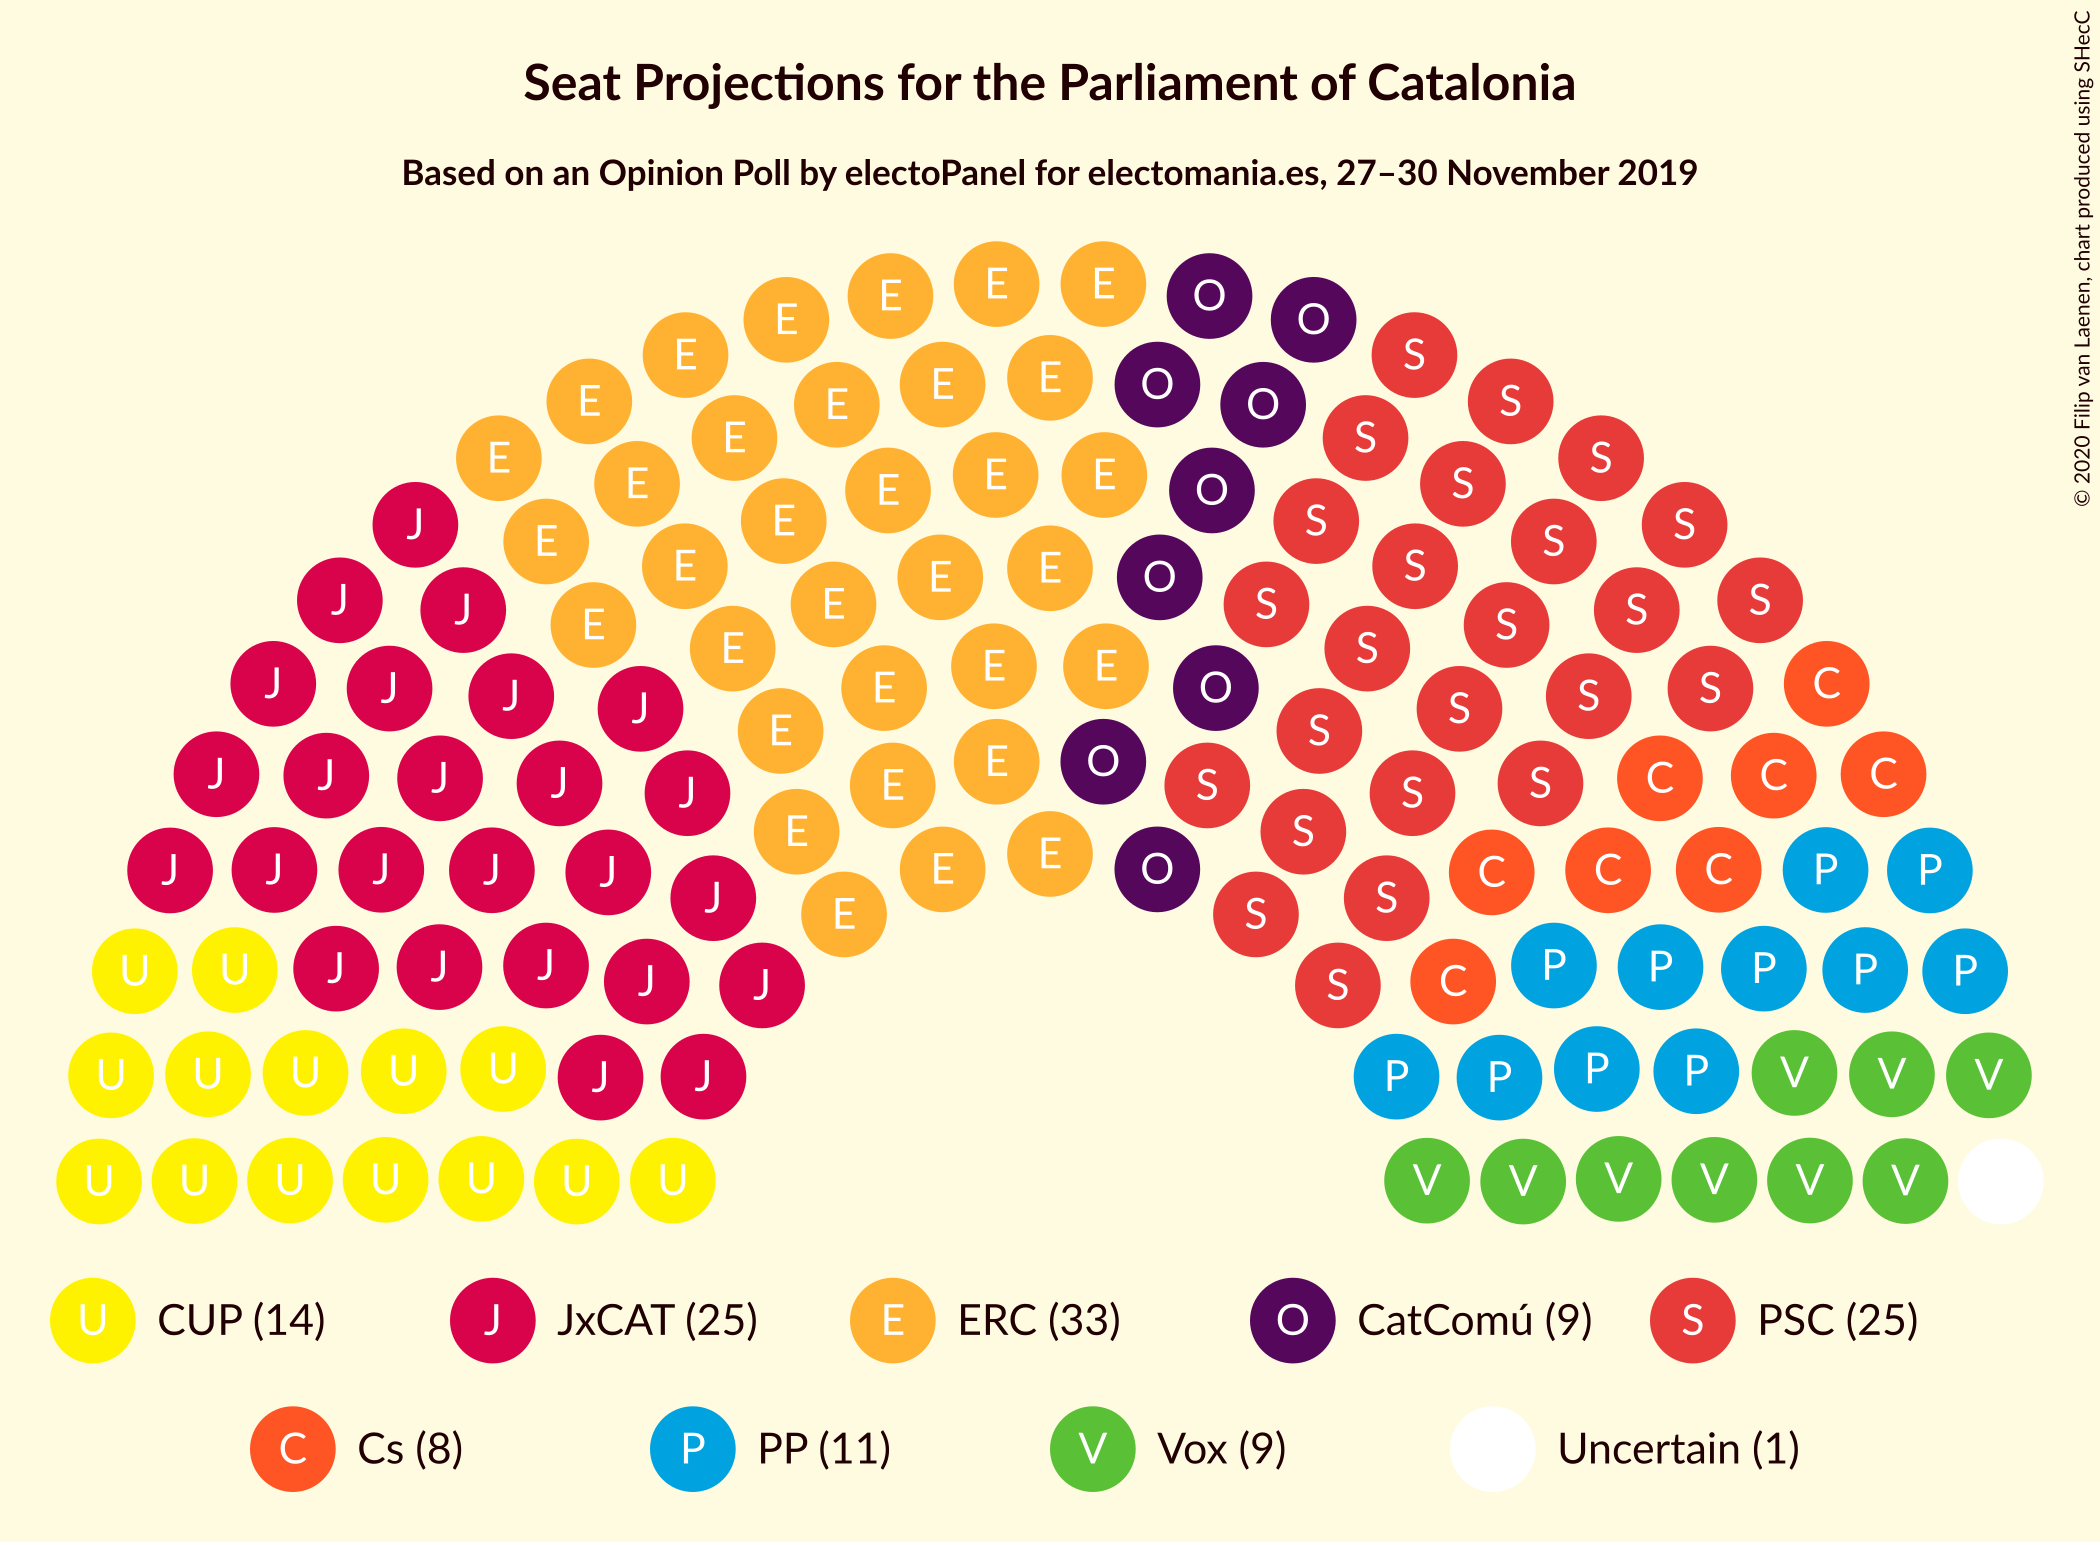 Seat Projections for the Parliament of Catalonia
Based on an Opinion Poll by electoPanel for electomania.es, 27–30 November 2019
© 2020 Filip van Laenen, chart produced using SHecC
E E O
E E O
E S
E E O S
E E O S
E E E S S
E E O S
J E E S S
E E S S
E E O S
J J E E S S S S
E E O S
J J J J E E O S S S S C
J J J J J E E O S S S S C C C
E S
J J J J J J E E O S C C C P P
E S
U U J J J J J S C P P P P P
U U U U U J J P P P P V V V
U U U U U U U V V V V V V
U CUP (14) J JxCAT (25) E ERC (33) O CatComú (9) S PSC (25)
C Cs (8) P PP (11) V Vox (9) Uncertain (1)